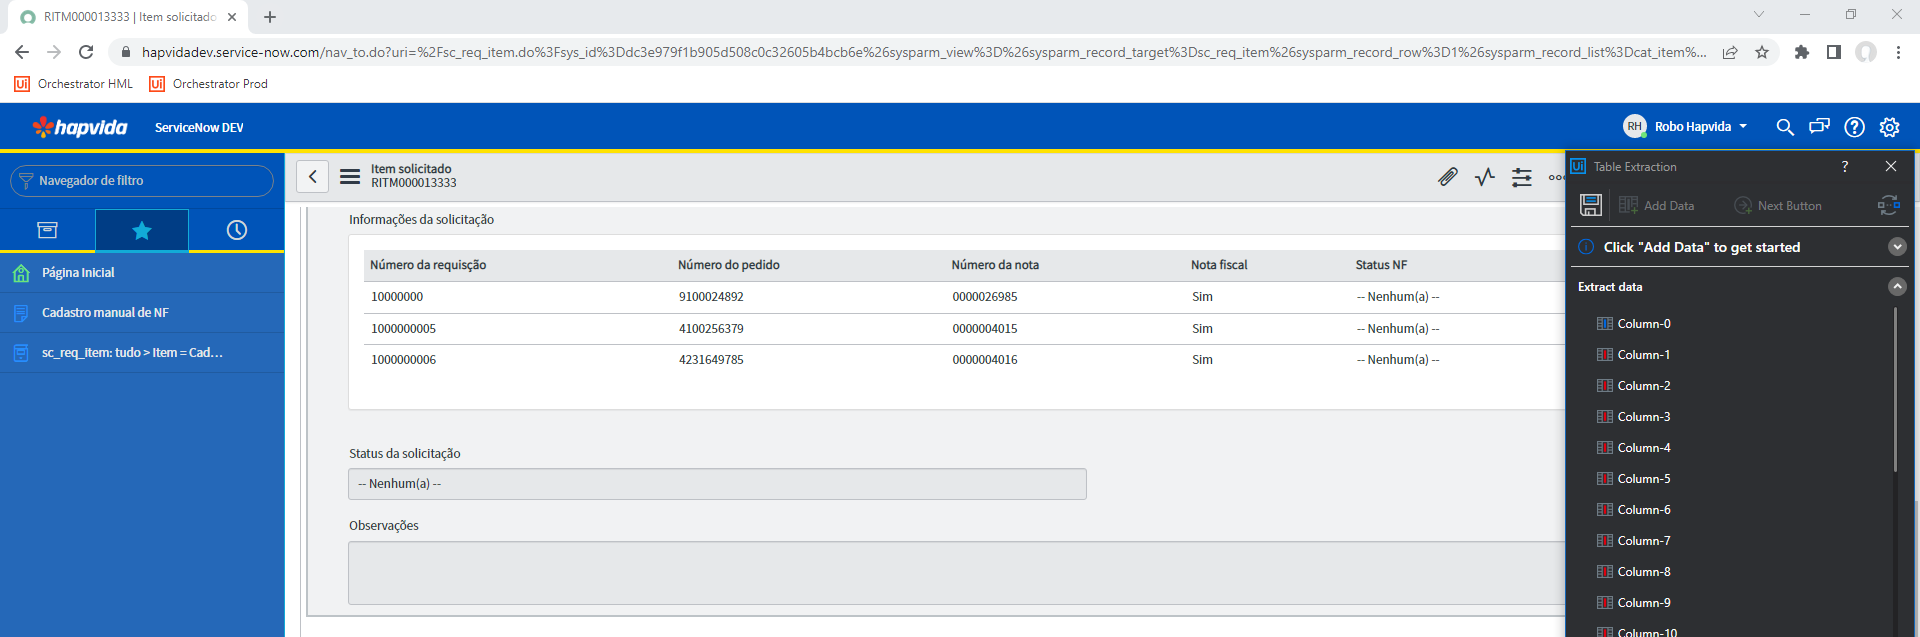 RITM000013333 | Item solicitado
hapvidadev.service-now.com/nav_to.do?uri=%2Fsc_req_item.do%3Fsys_id%3Ddc3e979f1b905d508c0c32605b4bcb6e%26sysparm_view%3D%26sysparm_record_target%3Dsc_req_item%26sysparm_record_row%3D1%26sysparm_record_list%3Dcat_item%...
Ui Orchestrator HML Ui Orchestrator Prod
hapvida ServiceNow DEV
RH Robo Hapvida
Navegador de filtro
Página Inicial
Cadastro manual de NF
sc_req_item: tudo > Item = Cad...
Item solicitado
RITM000013333
Informações da solicitação
Número da requisição Número do pedido Número da nota Nota fiscal Status NF
10000000 9100024892 0000026985 Sim -- Nenhum(a) --
1000000005 4100256379 0000004015 Sim -- Nenhum(a) --
1000000006 4231649785 0000004016 Sim -- Nenhum(a) --
Status da solicitação
-- Nenhum(a) --
Observações
Ui Table Extraction ?
Add Data Next Button
Click "Add Data" to get started
Extract data
Column-0
Column-1
Column-2
Column-3
Column-4
Column-5
Column-6
Column-7
Column-8
Column-9
Column-10